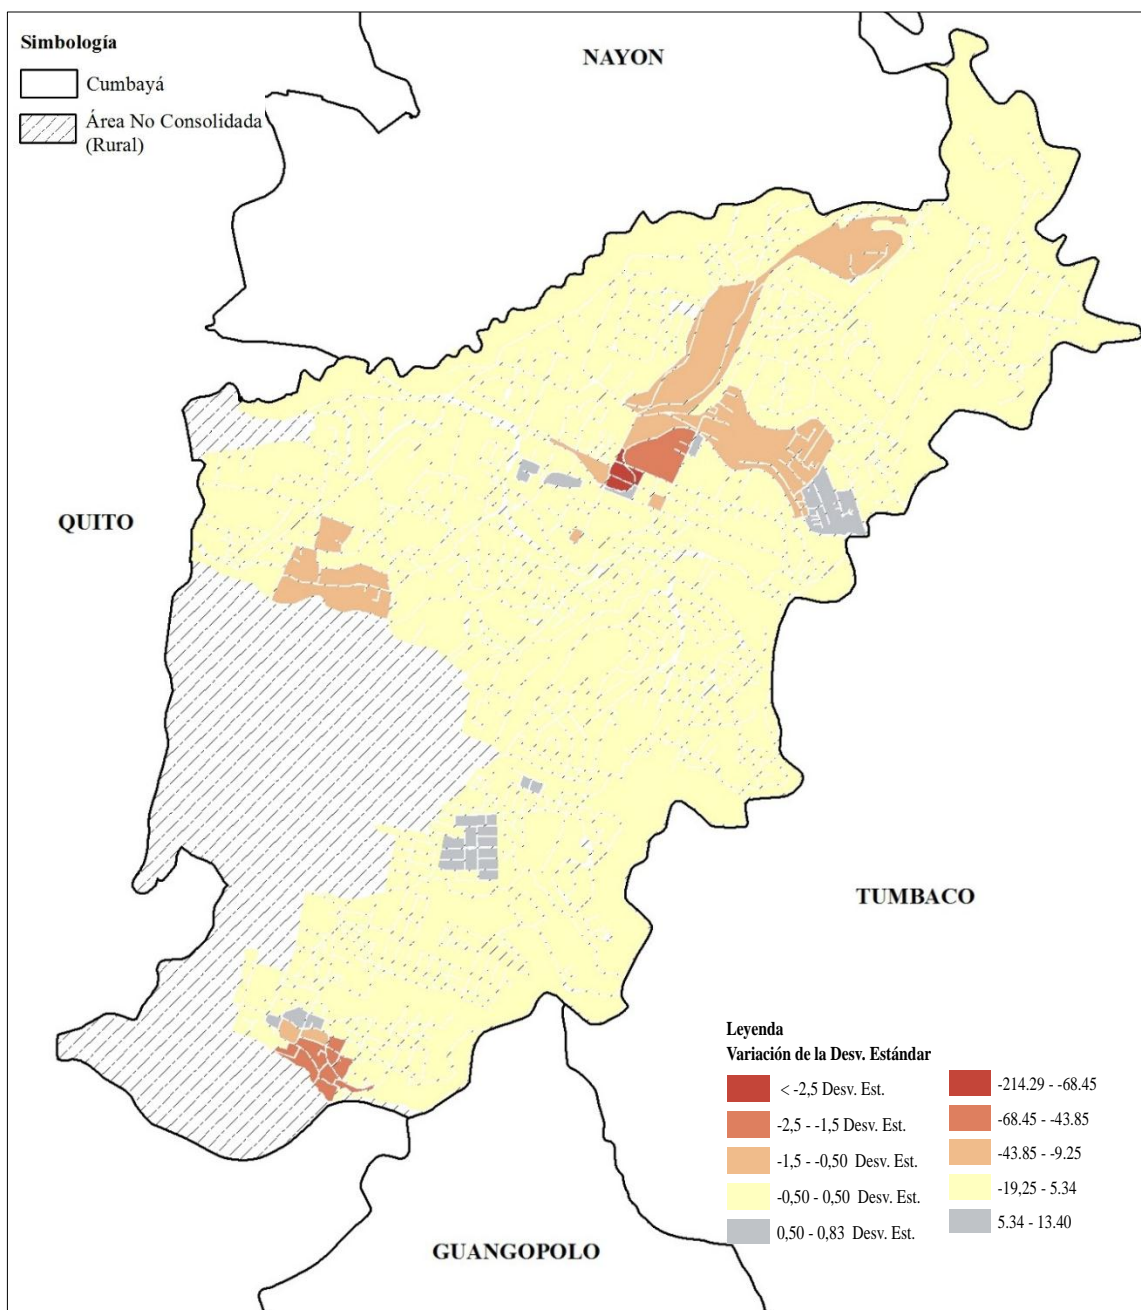 Simbología
Cumbayá
Área No Consolidada
(Rural)
NAYON
QUITO
TUMBACO
GUANGOPOLO
Leyenda
Variación de la Desv. Estándar
< -2,5 Desv. Est.
-2,5 - -1,5 Desv. Est.
-1,5 - -0,50 Desv. Est.
-0,50 - 0,50 Desv. Est.
0,50 - 0,83 Desv. Est.
-214.29 - -68.45
-68.45 - -43.85
-43.85 - -9.25
-19,25 - 5.34
5.34 - 13.40